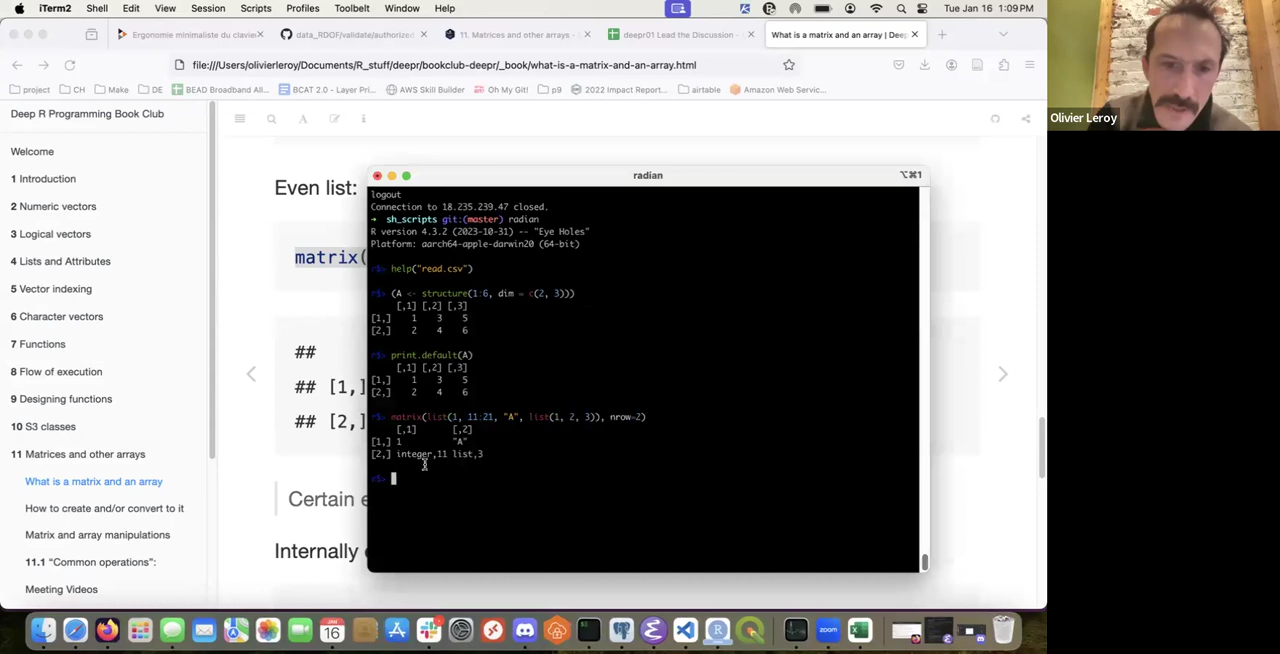 iTerm2 Shell Edit View Session Scripts Profiles Toolbelt Window Help Tue Jan 16 1:09 PM
Ergonomie minimaliste du clavie
data_RDOF/validate/authorized
11. Matrices and other arrays -
deepr01 Lead the Discussion -
What is a matrix and an array | Deep
file:///Users/olivierleroy/Documents/R_stuff/deepr/bookclub-deepr/_book/what-is-a-matrix-and-an-array.html
project CH Make DE BEAD Broadband All... BCAT 2.0 - Layer Pri... AWS Skill Builder Oh My Git! p9 2022 Impact Report... airtable Amazon Web Servic...
Olivier Leroy
Deep R Programming Book Club
Welcome
1 Introduction
2 Numeric vectors
3 Logical vectors
4 Lists and Attributes
5 Vector indexing
6 Character vectors
7 Functions
8 Flow of execution
9 Designing functions
10 S3 classes
11 Matrices and other arrays
What is a matrix and an array
How to create and/or convert to it
Matrix and array manipulations
11.1 “Common operations”:
Meeting Videos
Even list:
matrix(
##
## [1,]
## [2,]
Certain e
Internally
radian
⌥⌘1
logout
Connection to 18.235.239.47 closed.
→ sh_scripts git:(master) radian
R version 4.3.2 (2023-10-31) -- "Eye Holes"
Platform: aarch64-apple-darwin20 (64-bit)
r$> help("read.csv")
r$> (A <- structure(1:6, dim = c(2, 3)))
[,1] [,2] [,3]
[1,] 1 3 5
[2,] 2 4 6
r$> print.default(A)
[,1] [,2] [,3]
[1,] 1 3 5
[2,] 2 4 6
r$> matrix(list(1, 11:21, "A", list(1, 2, 3)), nrow=2)
[,1] [,2]
[1,] 1 "A"
[2,] integer,11 list,3
r$>
JAN
16
zoom